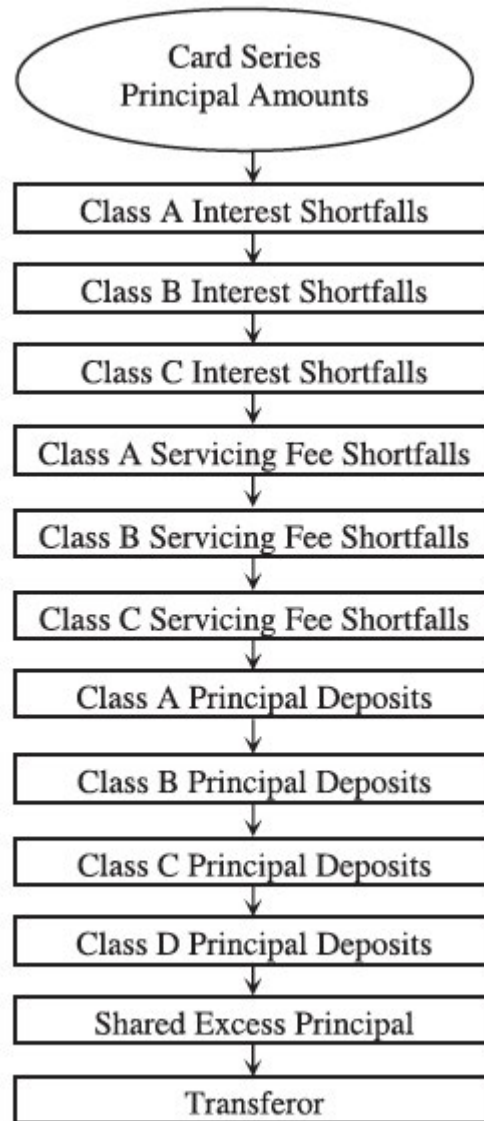 Card Series
Principal Amounts
Class A Interest Shortfalls
Class B Interest Shortfalls
Class C Interest Shortfalls
Class A Servicing Fee Shortfalls
Class B Servicing Fee Shortfalls
Class C Servicing Fee Shortfalls
Class A Principal Deposits
Class B Principal Deposits
Class C Principal Deposits
Class D Principal Deposits
Shared Excess Principal
Transferor